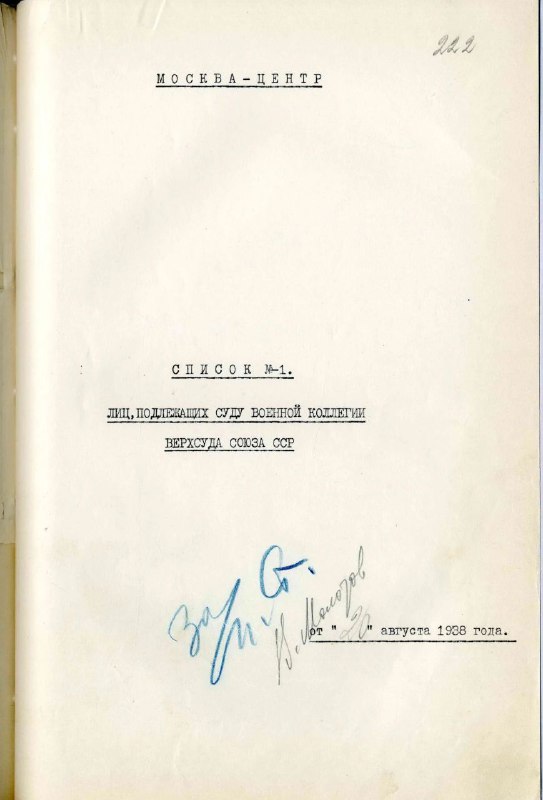 222
МОСКВА-ЦЕНТР
СПИСОК №-1.
ЛИЦ, ПОДЛЕЖАЩИХ СУДУ ВОЕННОЙ КОЛЛЕГИИ
ВЕРХСУДА СОЮЗА ССР
За
И. Ст.
В. Молотов
от " 20 " августа 1938 года.